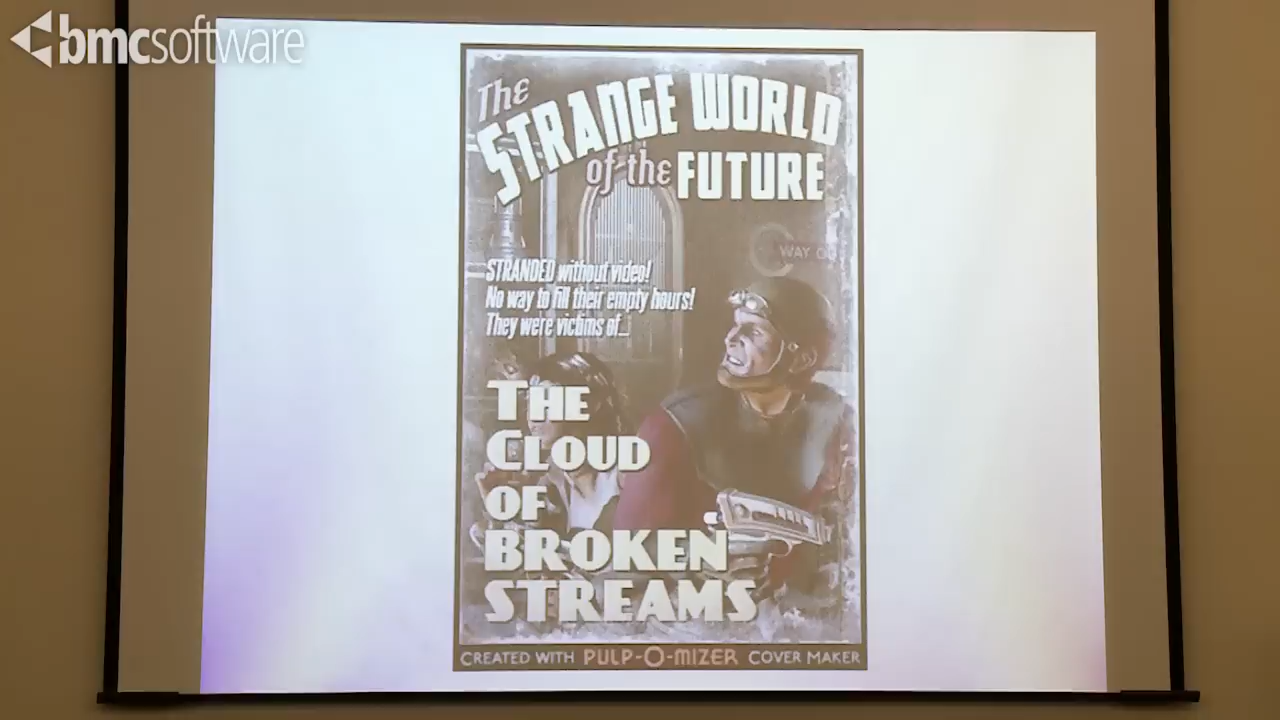 bmcsoftware
The
STRANGE WORLD
of the FUTURE
WAY
STRANDED without video!
No way to fill their empty hours!
They were victims of...
THE
CLOUD
OF
BROKEN
STREAMS
CREATED WITH PULP-O-MIZER COVER MAKER